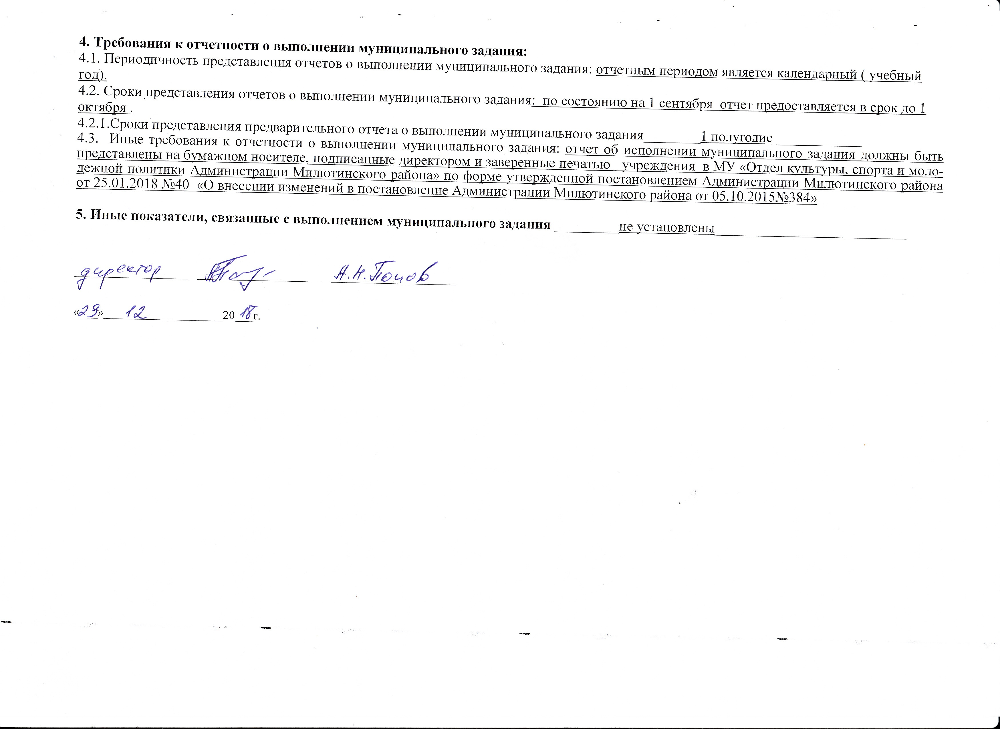 4. Требования к отчетности о выполнении муниципального задания:
4.1. Периодичность представления отчетов о выполнении муниципального задания: отчетным периодом является календарный ( учебный
год).
4.2. Сроки представления отчетов о выполнении муниципального задания:  по состоянию на 1 сентября  отчет предоставляется в срок до 1
октября .
4.2.1.Сроки представления предварительного отчета о выполнении муниципального задания________1 полугодие ____________
4.3.  Иные требования к отчетности о выполнении муниципального задания: отчет об исполнении муниципального задания должны быть
представлены на бумажном носителе, подписанные директором и заверенные печатью   учреждения  в МУ «Отдел культуры, спорта и моло-
дежной политики Администрации Милютинского района» по форме утвержденной постановлением Администрации Милютинского района
от 25.01.2018 №40  «О внесении изменений в постановление Администрации Милютинского района от 05.10.2015№384»
5. Иные показатели, связанные с выполнением муниципального задания _________не установлены___________________________
директор А.Н.Попов
«29» 12 2018г.